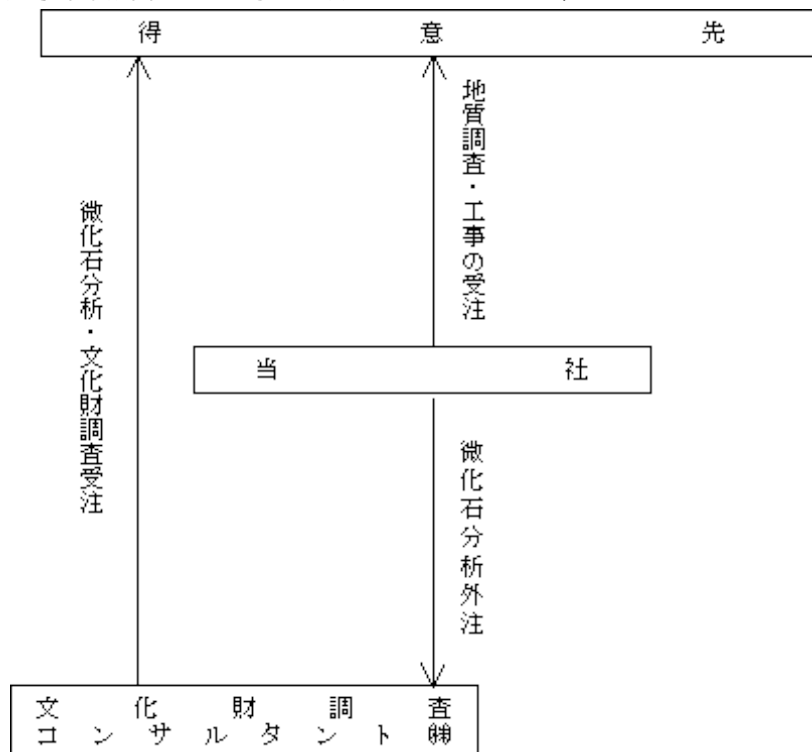 得意先
地質調査・工事の受注
微化石分析・文化財調査受注
当社
微化石分析外注
文化財調査
コンサルタント㈱